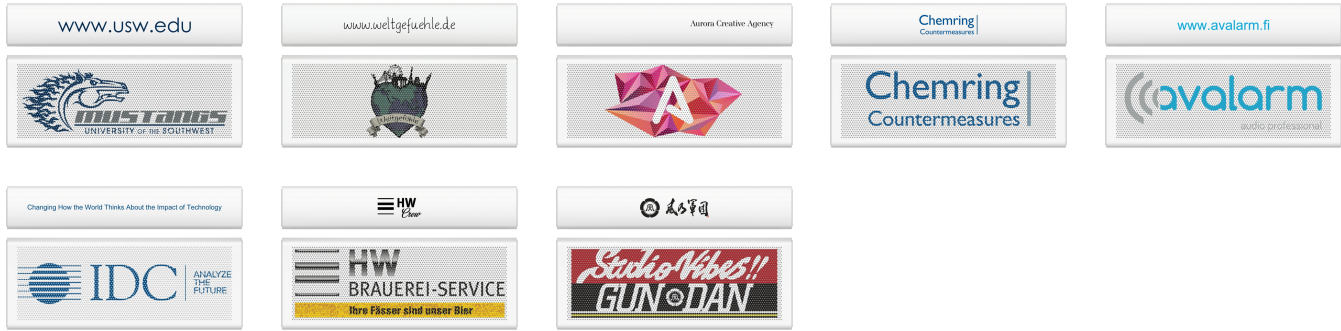 www.usw.edu
MUSTANGS
UNIVERSITY OF THE SOUTHWEST
www.weltgefuehle.de
Weltgefühle
Aurora Creative Agency
A
Chemring
Countermeasures
Chemring
Countermeasures
www.avalarm.fi
avalarm
audio professional
Changing How the World Thinks About the Impact of Technology
IDC
ANALYZE
THE
FUTURE
HW
Crew
HW
BRAUEREI-SERVICE
Ihre Fässer sind unser Bier
Studio Vibes!!
GUN DAN